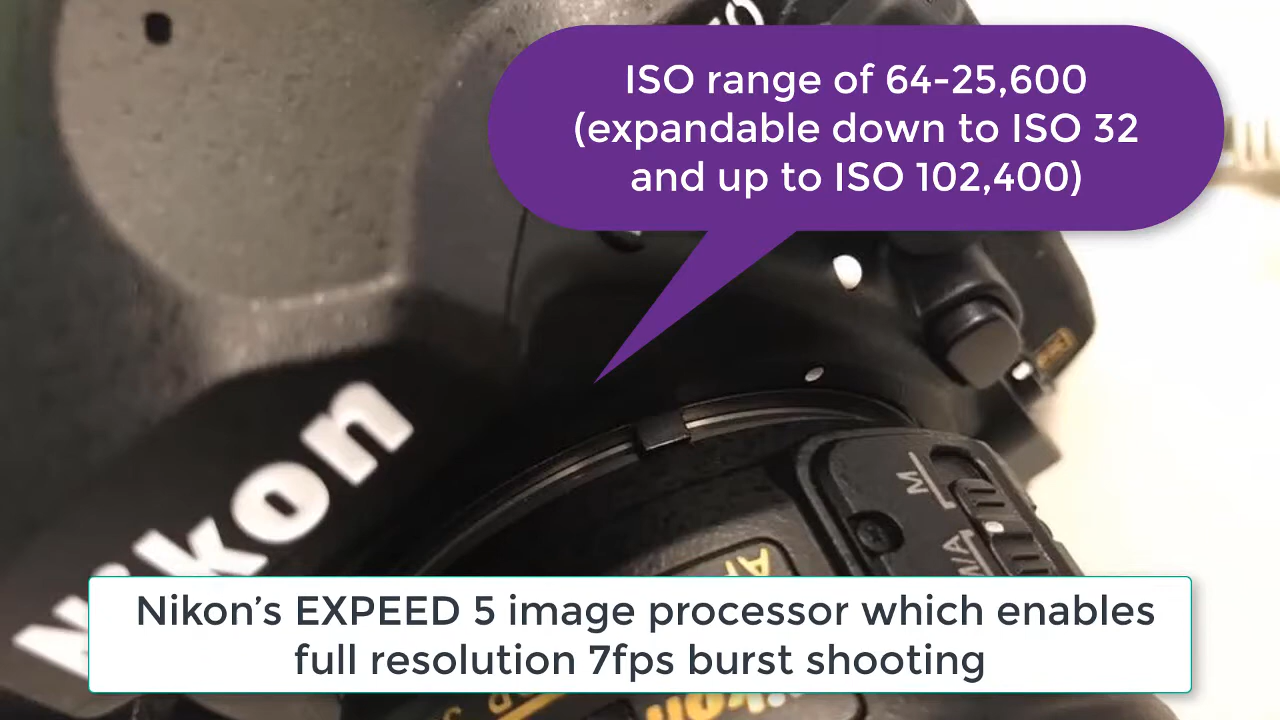 ISO range of 64-25,600
(expandable down to ISO 32
and up to ISO 102,400)
Nikon
M
Nikon’s EXPEED 5 image processor which enables
full resolution 7fps burst shooting